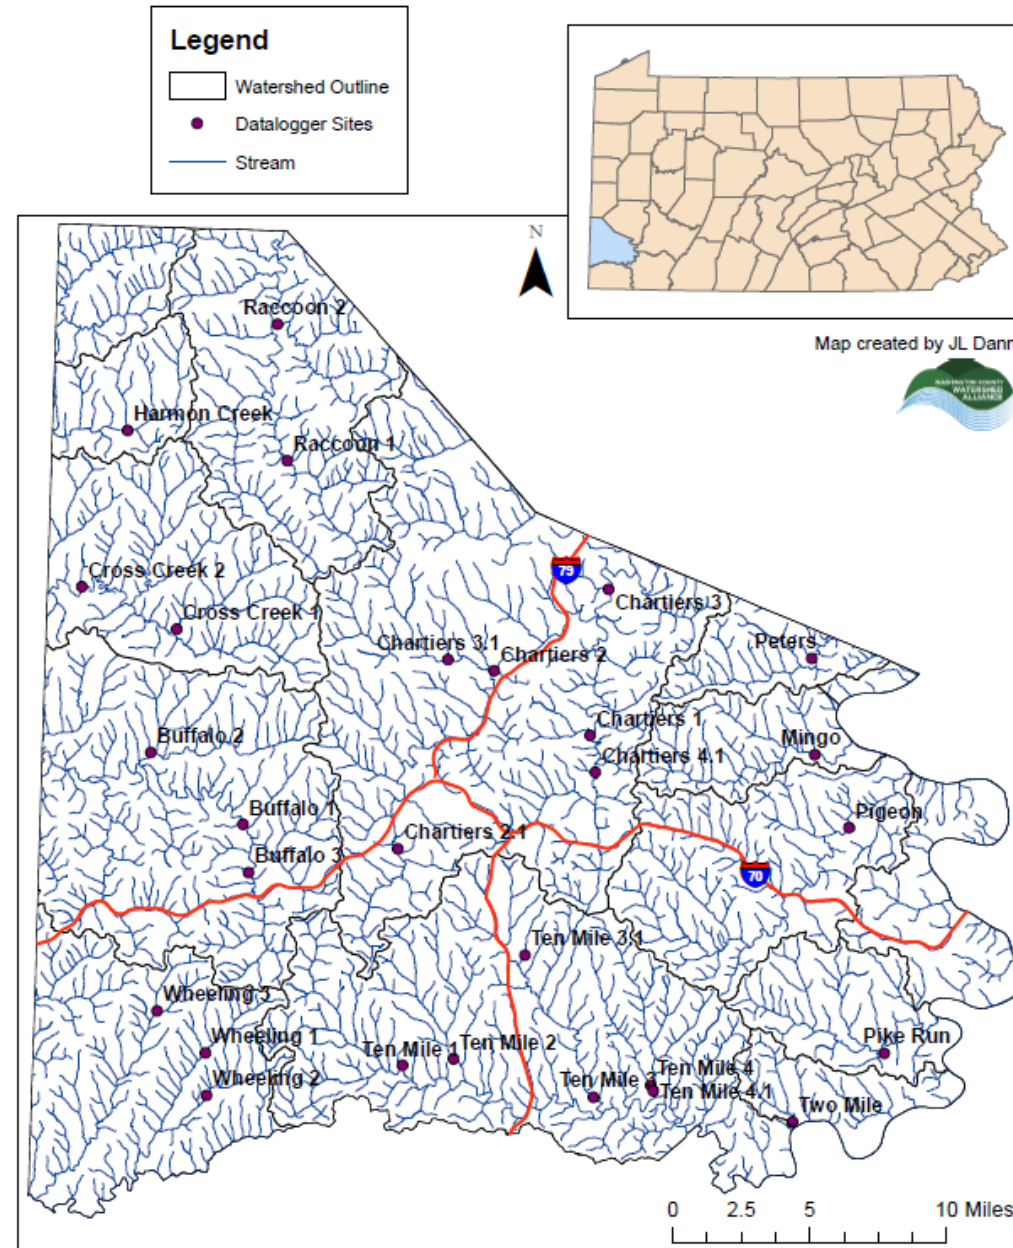 Legend
Watershed Outline
Datalogger Sites
Stream
N
Map created by JL Dann
WASHINGTON COUNTY
WATERSHED
ALLIANCE
Raccoon 2
Harmon Creek
Raccoon 1
79
Cross Creek 2
Chartiers 3
Cross Creek 1
Chartiers 3.1
Chartiers 2
Peters
Chartiers 1
Buffalo 2
Mingo
Chartiers 4.1
Buffalo 1
Pigeon
Chartiers 2.1
Buffalo 3
70
Ten Mile 3.1
Wheeling 3
Wheeling 1
Pike Run
Ten Mile 1
Ten Mile 2
Wheeling 2
Ten Mile 3
Ten Mile 4
Ten Mile 4.1
Two Mile
0 2.5 5 10 Miles